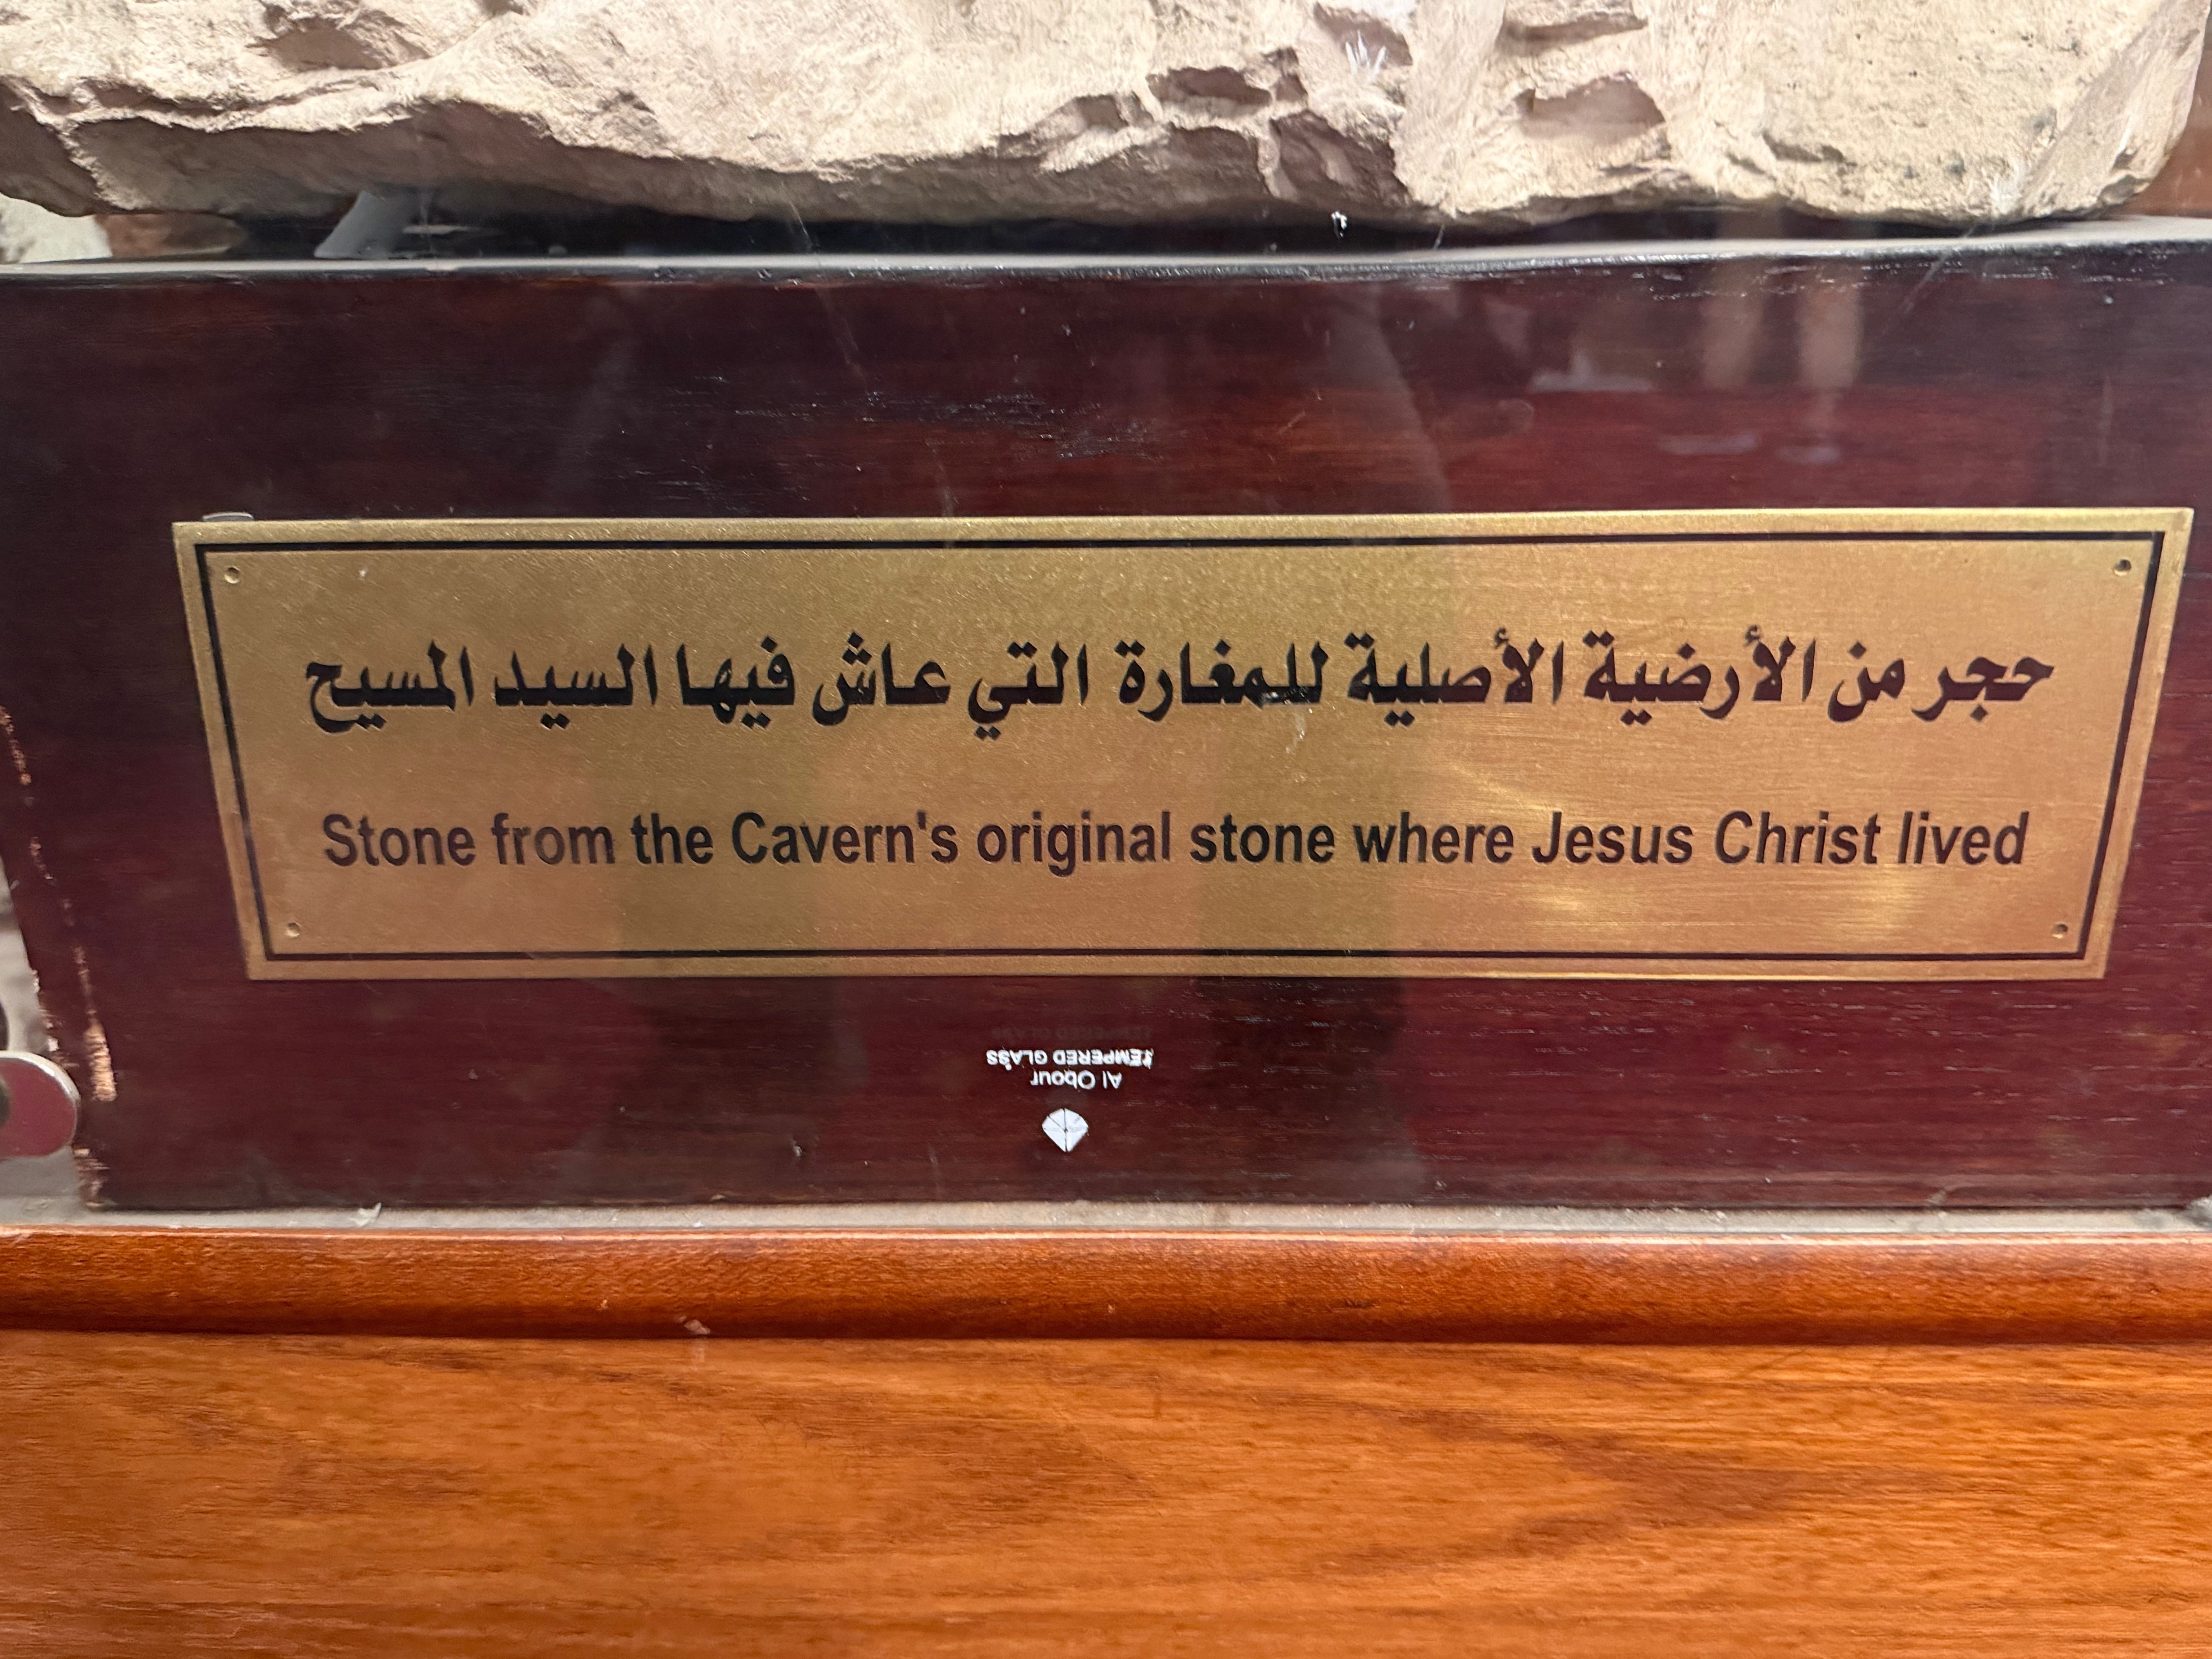 حجر من الأرضية الأصلية للمغارة التي عاش فيها السيد المسيح
Stone from the Cavern's original stone where Jesus Christ lived
TEMPERED GLASS
Al Obour